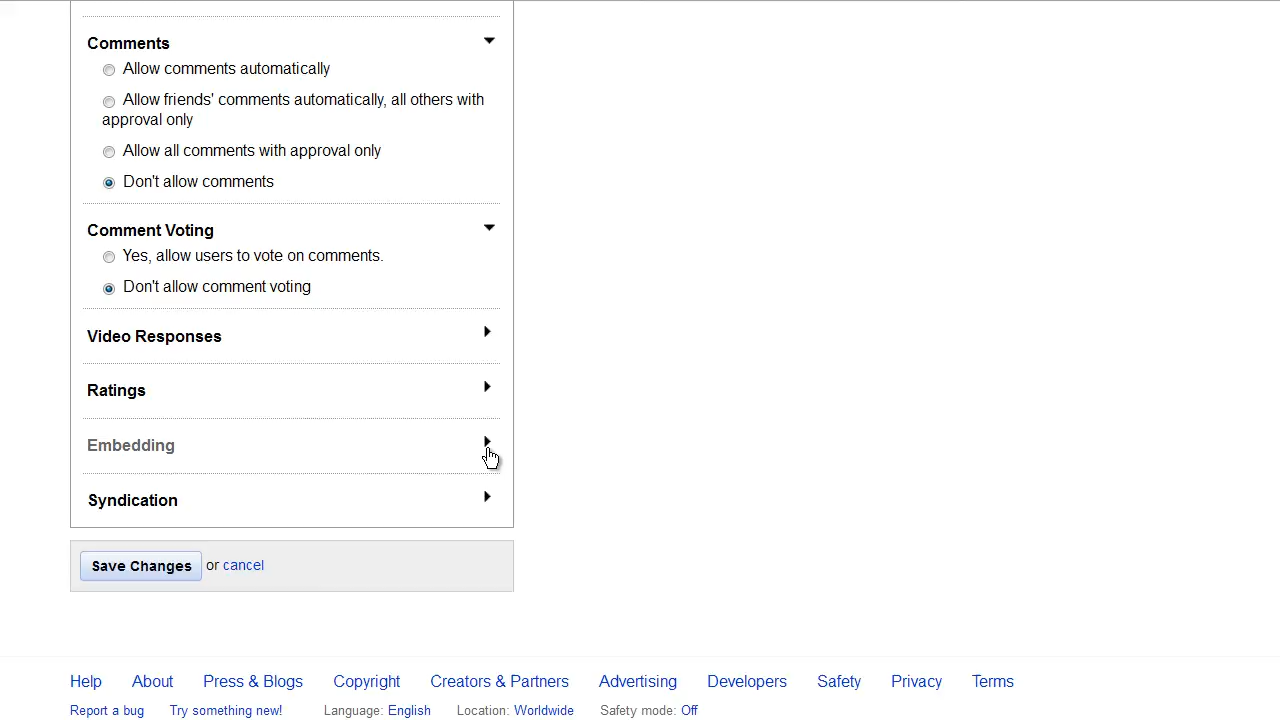 Comments
Allow comments automatically
Allow friends' comments automatically, all others with
approval only
Allow all comments with approval only
Don't allow comments
Comment Voting
Yes, allow users to vote on comments.
Don't allow comment voting
Video Responses
Ratings
Embedding
Syndication
Save Changes or cancel
Help About Press & Blogs Copyright Creators & Partners Advertising Developers Safety Privacy Terms
Report a bug Try something new! Language: English Location: Worldwide Safety mode: Off